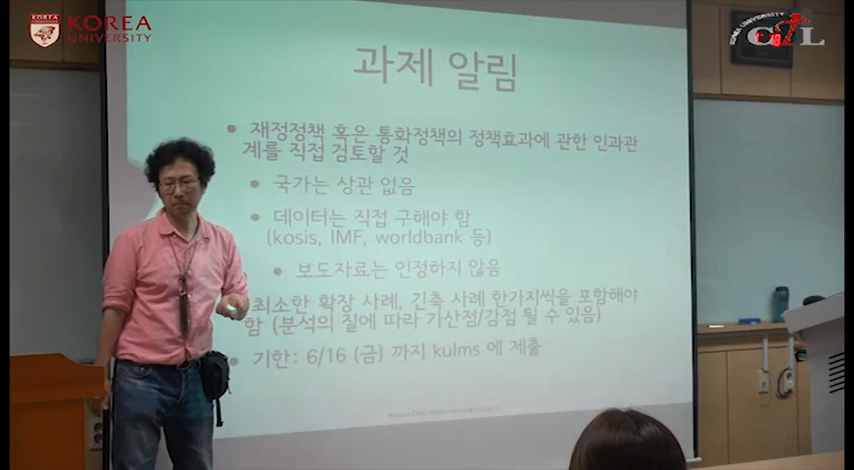 KOREA
UNIVERSITY
과제 알림
재정정책 혹은 통화정책의 정책효과에 관한 인과관
계를 직접 검토할 것
국가는 상관 없음
데이터는 직접 구해야 함
(kosis, IMF, worldbank 등)
보도자료는 인정하지 않음
최소한 확장 사례, 긴축 사례 한가지씩을 포함해야
함 (분석의 질에 따라 가산점/감점 될 수 있음)
기한: 6/16 (금) 까지 kulms 에 제출